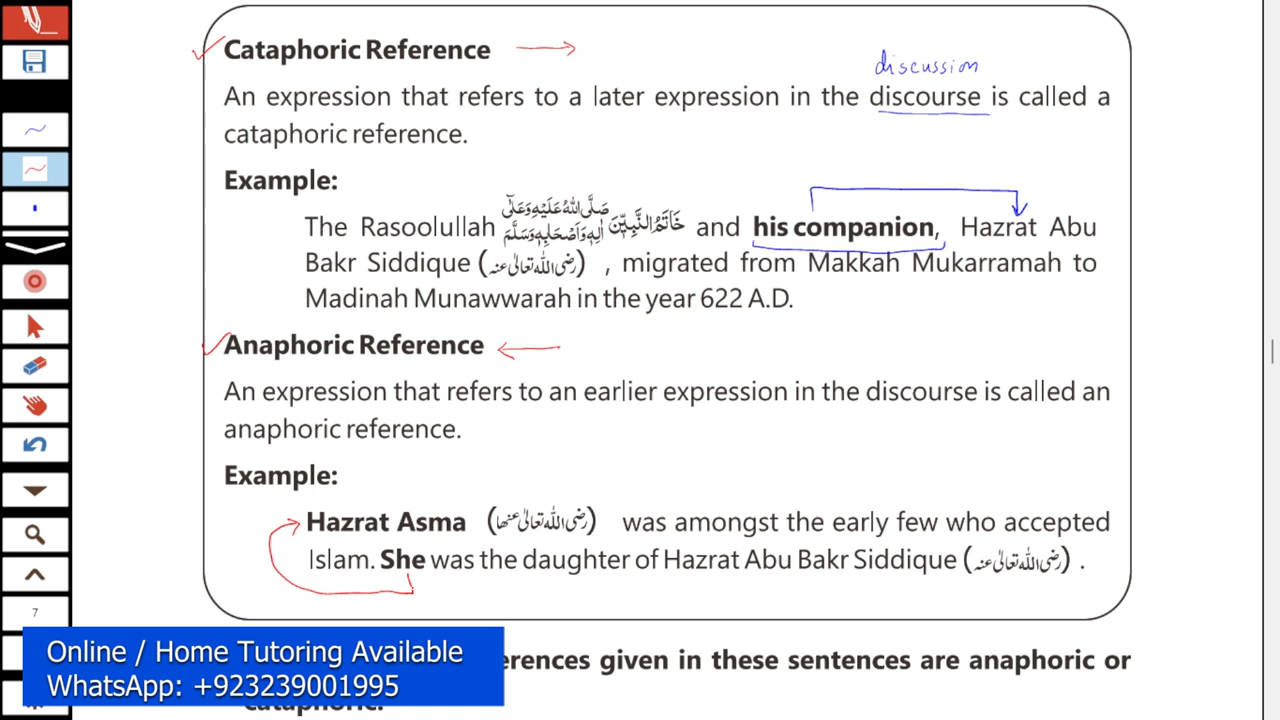 Cataphoric Reference
discussion
An expression that refers to a later expression in the discourse is called a
cataphoric reference.
Example:
The Rasoolullah خَاتَمُ النَّبِیّٖنَ صَلَّی اللّٰہُ عَلَیْہِ وَعَلٰٓی اٰلِہٖ وَاَصْحَابِہٖ وَسَلَّمَ and his companion, Hazrat Abu
Bakr Siddique (رضی اللہ تعالیٰ عنہ) , migrated from Makkah Mukarramah to
Madinah Munawwarah in the year 622 A.D.
Anaphoric Reference
An expression that refers to an earlier expression in the discourse is called an
anaphoric reference.
Example:
Hazrat Asma (رضی اللہ تعالیٰ عنھا) was amongst the early few who accepted
Islam. She was the daughter of Hazrat Abu Bakr Siddique (رضی اللہ تعالیٰ عنہ) .
7
erences given in these sentences are anaphoric or
cataphoric.
Online / Home Tutoring Available
WhatsApp: +923239001995